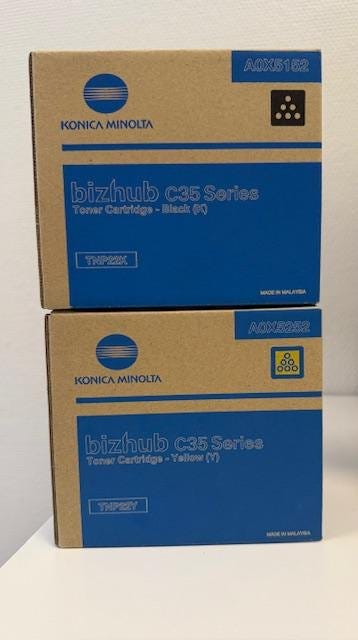 A0X5152
KONICA MINOLTA
bizhub C35 Series
Toner Cartridge - Black (K)
TNP22K
MADE IN MALAYSIA
A0X5252
KONICA MINOLTA
bizhub C35 Series
Toner Cartridge - Yellow (Y)
TNP22Y
MADE IN MALAYSIA